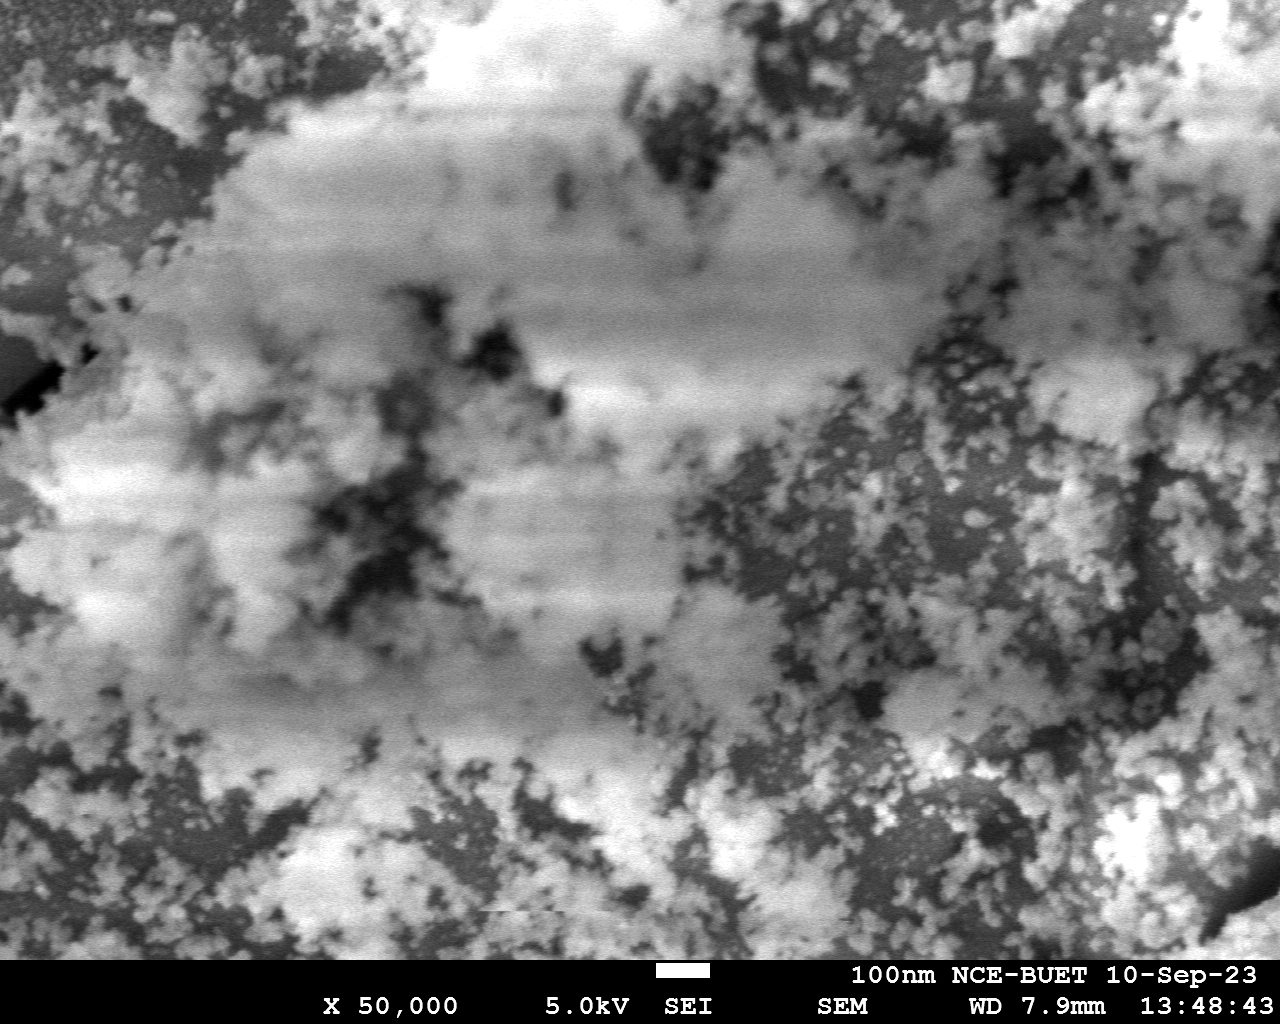 100nm NCE-BUET 10-Sep-23
X 50,000 5.0kV SEI SEM WD 7.9mm 13:48:43